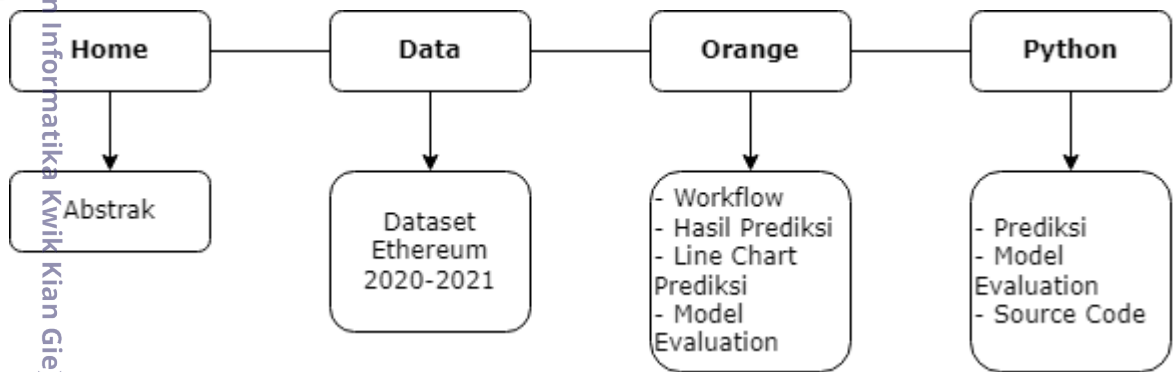 Home
Data
Orange
Python
Abstrak
Dataset
Ethereum
2020-2021
- Workflow
- Hasil Prediksi
- Line Chart
Prediksi
- Model
Evaluation
- Prediksi
- Model
Evaluation
- Source Code
Informatika Kwik Kian Gie